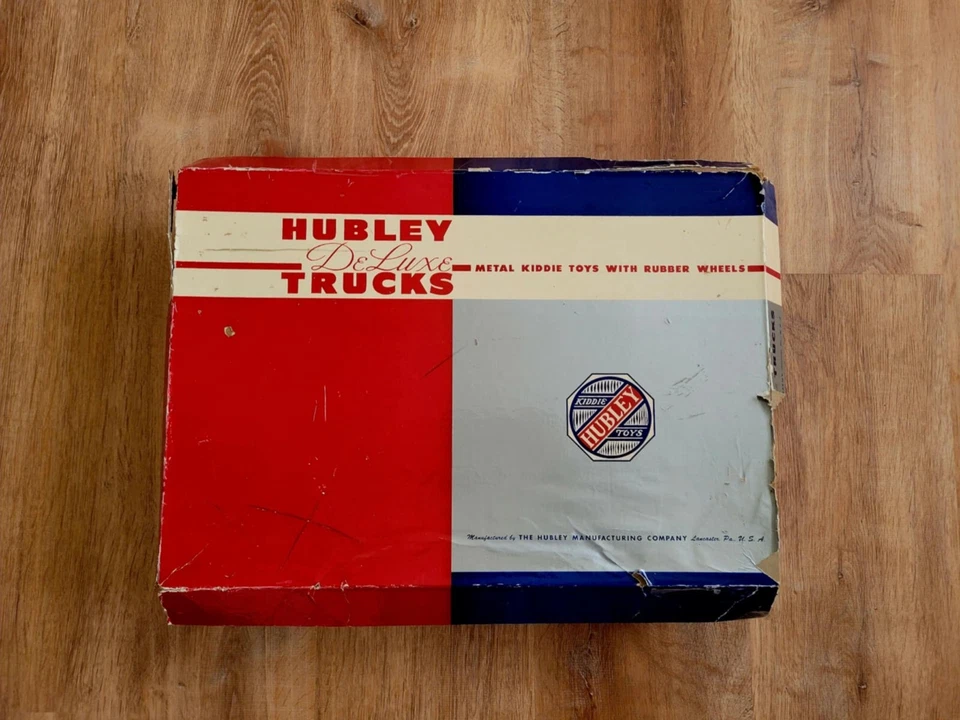 HUBLEY
DeLuxe
TRUCKS
METAL KIDDIE TOYS WITH RUBBER WHEELS
TRUCKS
KIDDIE
HUBLEY
TOYS
Manufactured by THE HUBLEY MANUFACTURING COMPANY Lancaster Pa. U. S. A